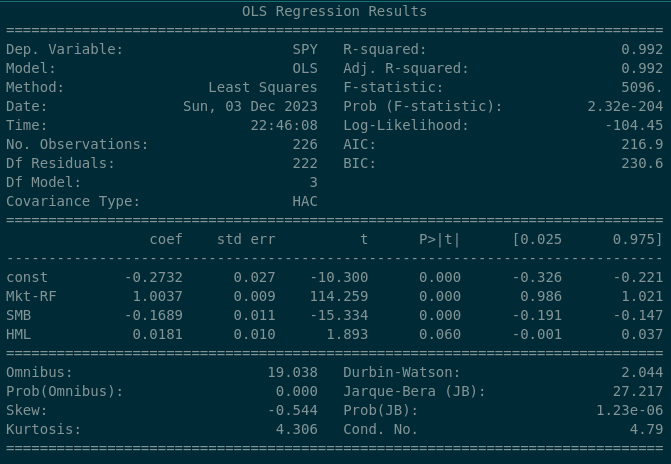 OLS Regression Results
==============================================================================
Dep. Variable:                    SPY   R-squared:                       0.992
Model:                            OLS   Adj. R-squared:                  0.992
Method:                 Least Squares   F-statistic:                     5096.
Date:                Sun, 03 Dec 2023   Prob (F-statistic):          2.32e-204
Time:                        22:46:08   Log-Likelihood:                -104.45
No. Observations:                 226   AIC:                             216.9
Df Residuals:                     222   BIC:                             230.6
Df Model:                           3
Covariance Type:                  HAC
==============================================================================
                 coef    std err          t      P>|t|      [0.025      0.975]
------------------------------------------------------------------------------
const         -0.2732      0.027    -10.300      0.000      -0.326      -0.221
Mkt-RF         1.0037      0.009    114.259      0.000       0.986       1.021
SMB           -0.1689      0.011    -15.334      0.000      -0.191      -0.147
HML            0.0181      0.010      1.893      0.060      -0.001       0.037
==============================================================================
Omnibus:                       19.038   Durbin-Watson:                   2.044
Prob(Omnibus):                  0.000   Jarque-Bera (JB):               27.217
Skew:                          -0.544   Prob(JB):                     1.23e-06
Kurtosis:                       4.306   Cond. No.                         4.79
==============================================================================